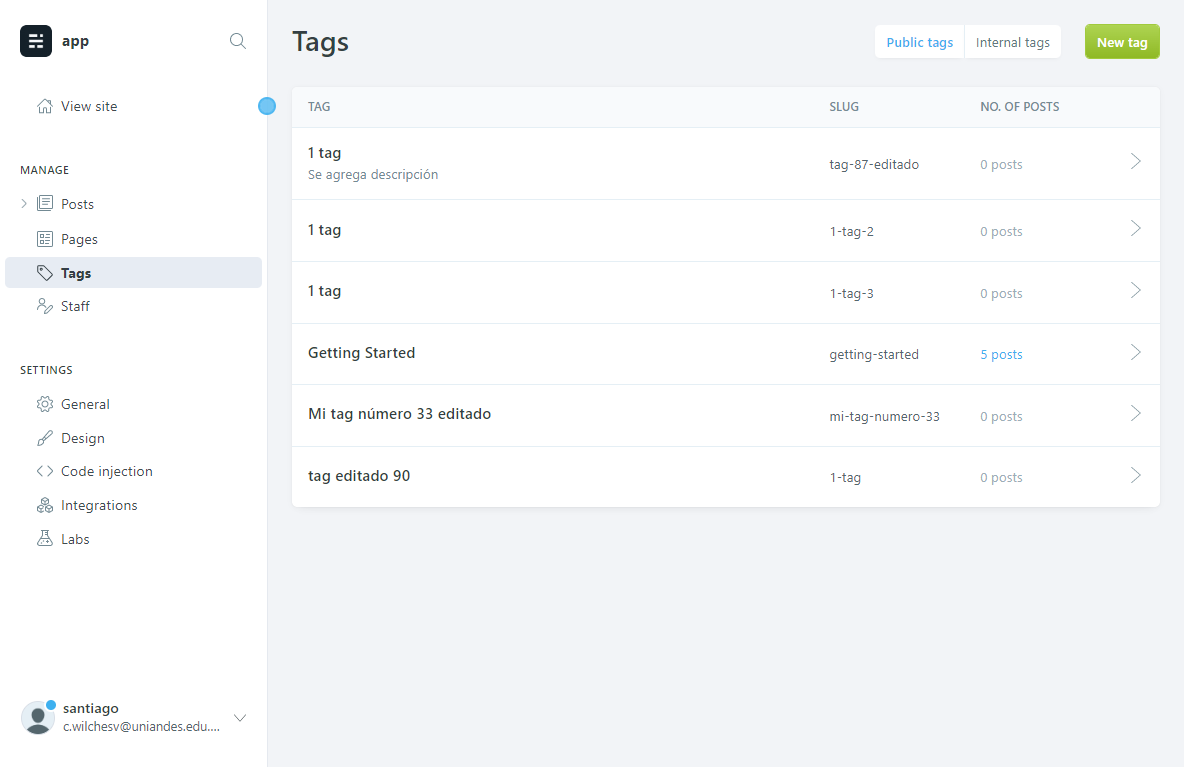 app
View site
MANAGE
Posts
Pages
Tags
Staff
SETTINGS
General
Design
Code injection
Integrations
Labs
santiago
c.wilchesv@uniandes.edu....
Tags
Public tags Internal tags New tag
TAG SLUG NO. OF POSTS
1 tag
Se agrega descripción
tag-87-editado 0 posts
1 tag 1-tag-2 0 posts
1 tag 1-tag-3 0 posts
Getting Started getting-started 5 posts
Mi tag número 33 editado mi-tag-numero-33 0 posts
tag editado 90 1-tag 0 posts